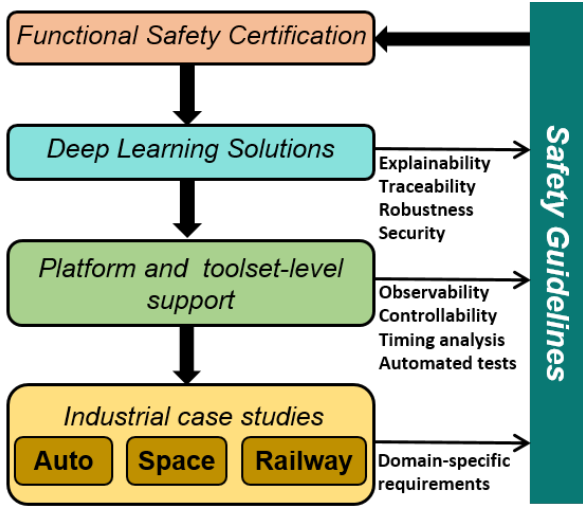 Functional Safety Certification
Deep Learning Solutions
Explainability
Traceability
Robustness
Security
Platform and toolset-level
support
Observability
Controllability
Timing analysis
Automated tests
Industrial case studies
Auto
Space
Railway
Domain-specific
requirements
Safety Guidelines